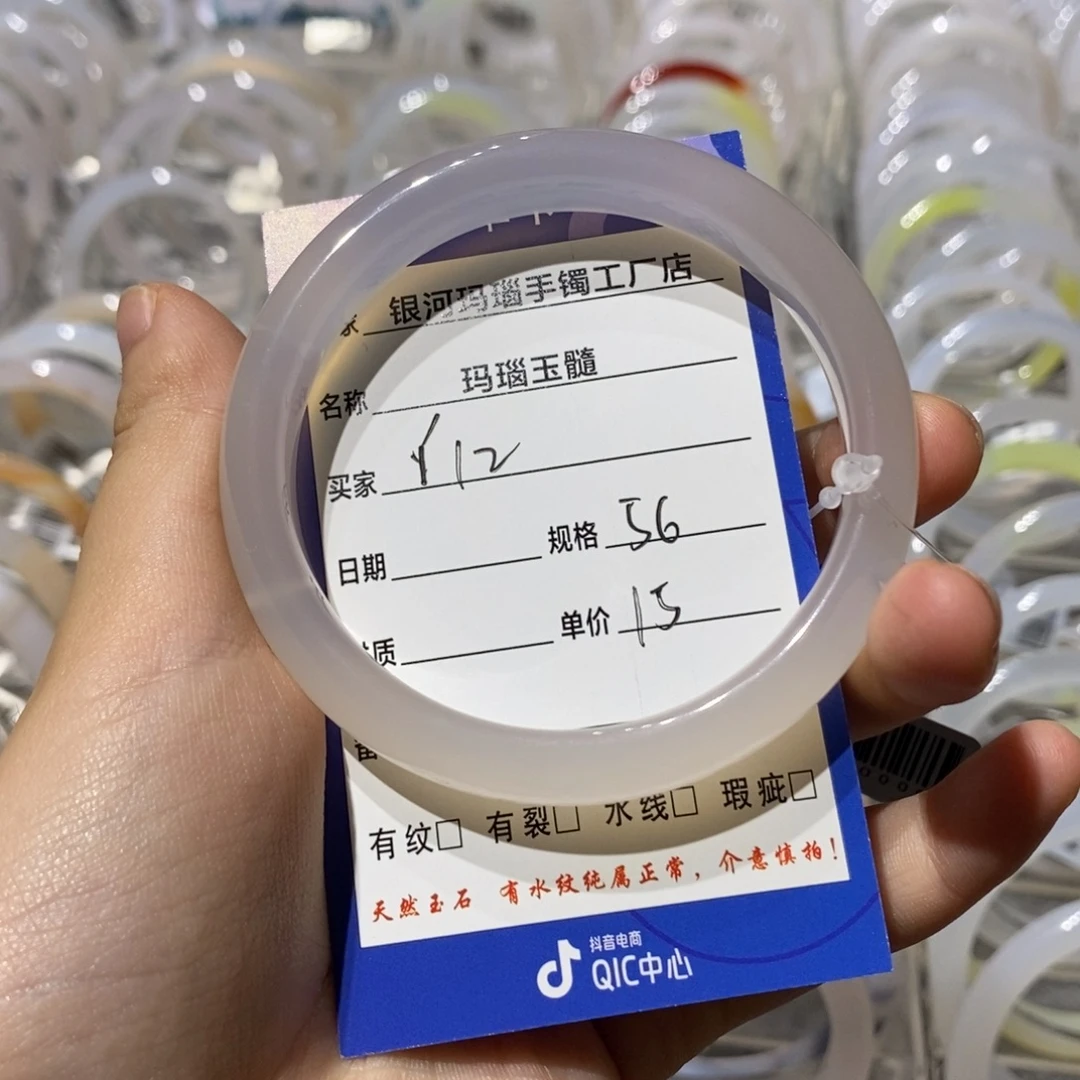 银河玛瑙手镯工厂店
名称 玛瑙玉髓
买家 Y12
日期 规格 56
质 单价 15
有纹□ 有裂□ 水线□ 瑕疵□
天然玉石 有水纹纯属正常，介意慎拍！
抖音电商
QIC中心